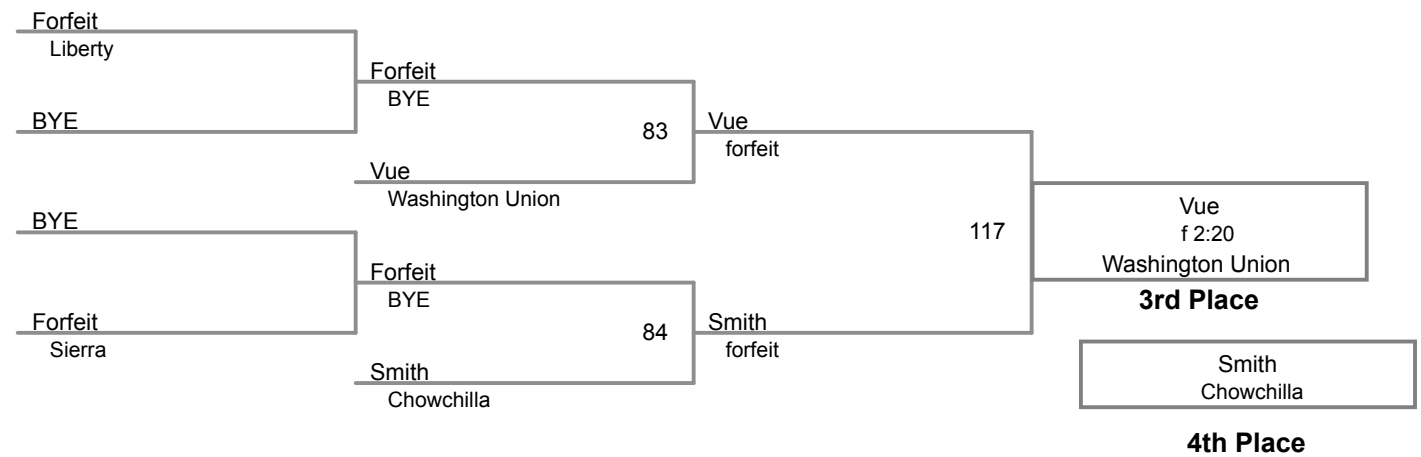 Forfeit
Liberty
Forfeit
BYE
BYE
83
Vue
forfeit
Vue
Washington Union
BYE
117
Vue
f 2:20
Washington Union
3rd Place
Forfeit
BYE
Forfeit
Sierra
84
Smith
forfeit
Smith
Chowchilla
Smith
Chowchilla
4th Place